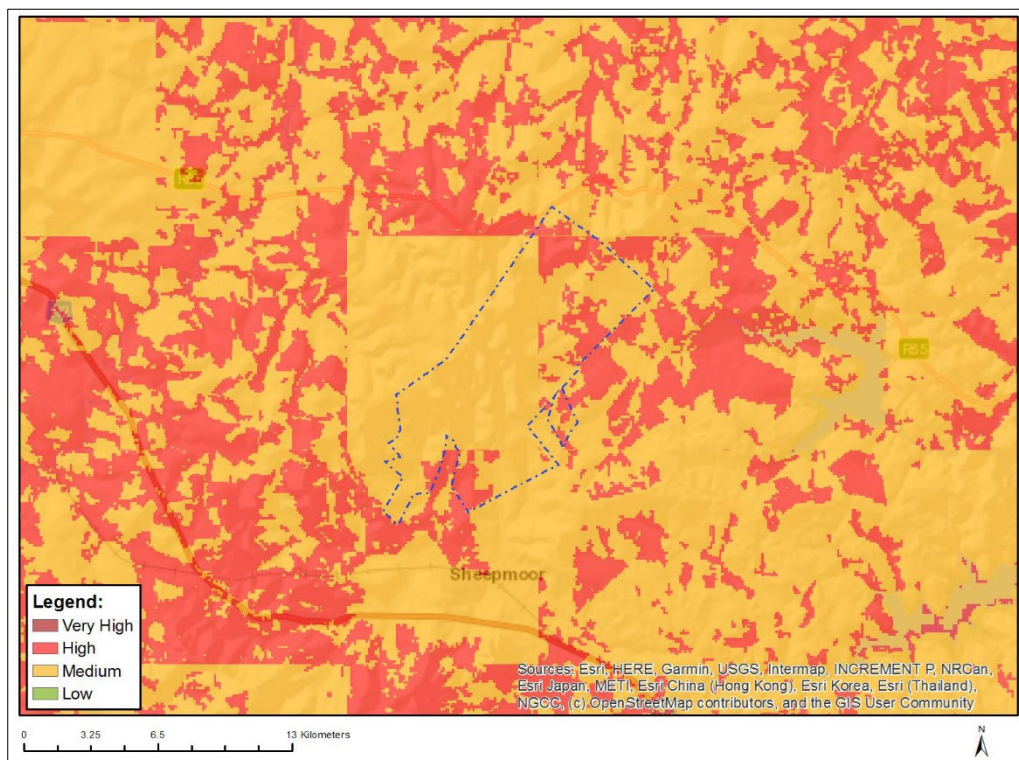 R65
Sheepmoor
Legend:
Very High
High
Medium
Low
Sources: Esri, HERE, Garmin, USGS, Intermap, INCREMENT P, NRCan,
Esri Japan, METI, Esri China (Hong Kong), Esri Korea, Esri (Thailand),
NGCC, (c) OpenStreetMap contributors, and the GIS User Community
0 3.25 6.5 13 Kilometers
N